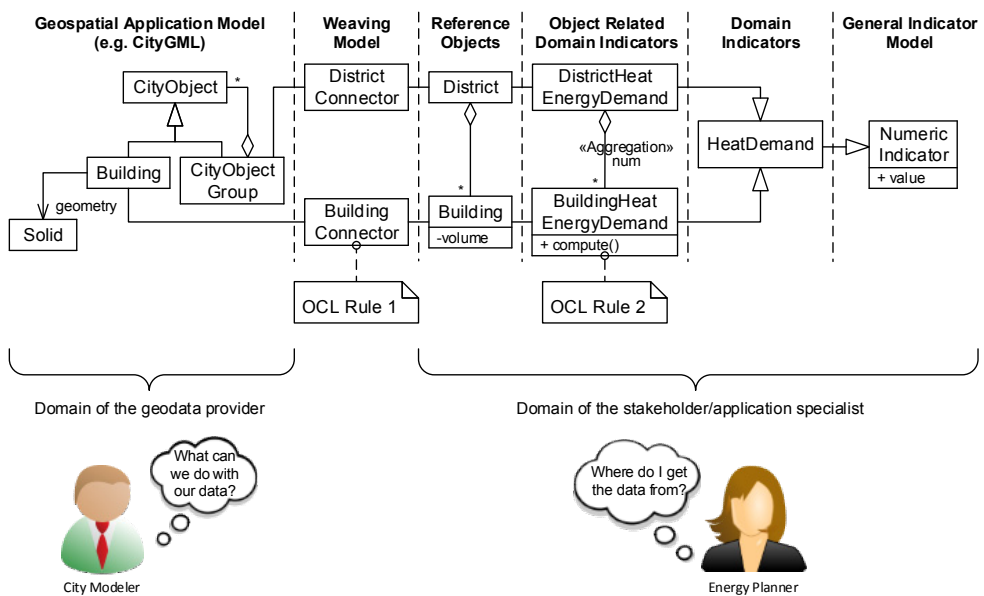 Geospatial Application Model
(e.g. CityGML)
Weaving
Model
Reference
Objects
Object Related
Domain Indicators
Domain
Indicators
General Indicator
Model
CityObject
*
Building
CityObject
Group
geometry
Solid
District
Connector
Building
Connector
OCL Rule 1
District
*
Building
-volume
DistrictHeat
EnergyDemand
«Aggregation»
num
*
BuildingHeat
EnergyDemand
+ compute()
OCL Rule 2
HeatDemand
Numeric
Indicator
+ value
Domain of the geodata provider
Domain of the stakeholder/application specialist
What can
we do with
our data?
City Modeler
Where do I get
the data from?
Energy Planner